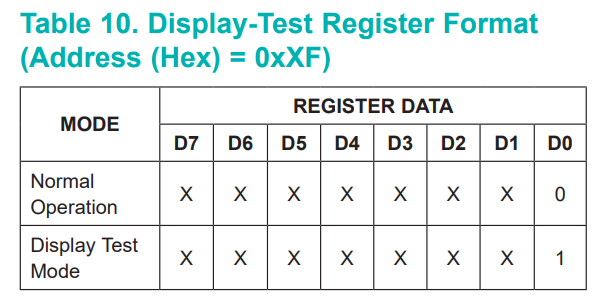 Table 10. Display-Test Register Format
(Address (Hex) = 0xXF)
MODE
REGISTER DATA
D7 D6 D5 D4 D3 D2 D1 D0
Normal
Operation
X X X X X X X 0
Display Test
Mode
X X X X X X X 1